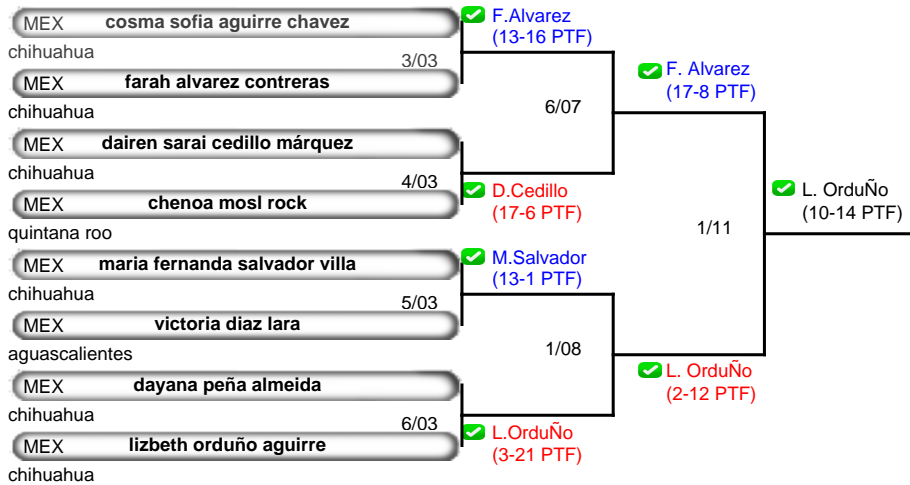 MEX cosma sofia aguirre chavez
chihuahua
3/03
MEX farah alvarez contreras
chihuahua
MEX dairen sarai cedillo márquez
chihuahua
4/03
MEX chenoa mosl rock
quintana roo
MEX maria fernanda salvador villa
chihuahua
5/03
MEX victoria diaz lara
aguascalientes
MEX dayana peña almeida
chihuahua
6/03
MEX lizbeth orduño aguirre
chihuahua
F.Alvarez
(13-16 PTF)
6/07
D.Cedillo
(17-6 PTF)
M.Salvador
(13-1 PTF)
1/08
L.OrduÑo
(3-21 PTF)
F. Alvarez
(17-8 PTF)
1/11
L. OrduÑo
(2-12 PTF)
L. OrduÑo
(10-14 PTF)